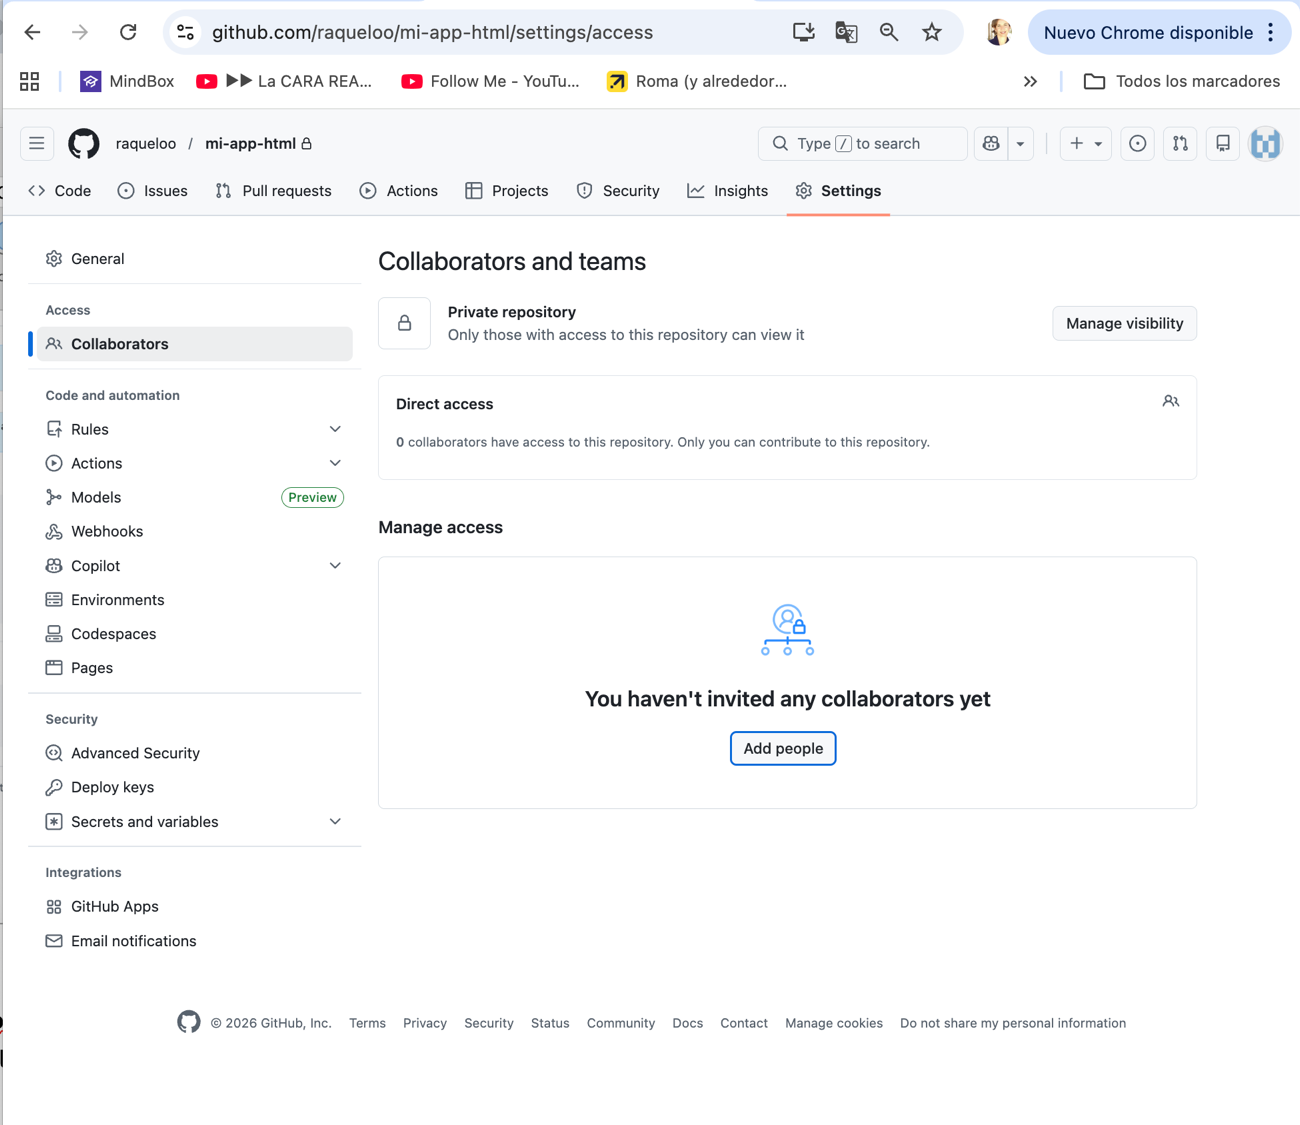 github.com/raqueloo/mi-app-html/settings/access
Nuevo Chrome disponible
MindBox
▶▶ La CARA REA...
Follow Me - YouTu...
Roma (y alrededor...
»
Todos los marcadores
raqueloo / mi-app-html
Type / to search
Code
Issues
Pull requests
Actions
Projects
Security
Insights
Settings
General
Access
Collaborators
Code and automation
Rules
Actions
Models
Preview
Webhooks
Copilot
Environments
Codespaces
Pages
Security
Advanced Security
Deploy keys
Secrets and variables
Integrations
GitHub Apps
Email notifications
Collaborators and teams
Private repository
Only those with access to this repository can view it
Manage visibility
Direct access
0 collaborators have access to this repository. Only you can contribute to this repository.
Manage access
You haven't invited any collaborators yet
Add people
© 2026 GitHub, Inc. Terms Privacy Security Status Community Docs Contact Manage cookies Do not share my personal information